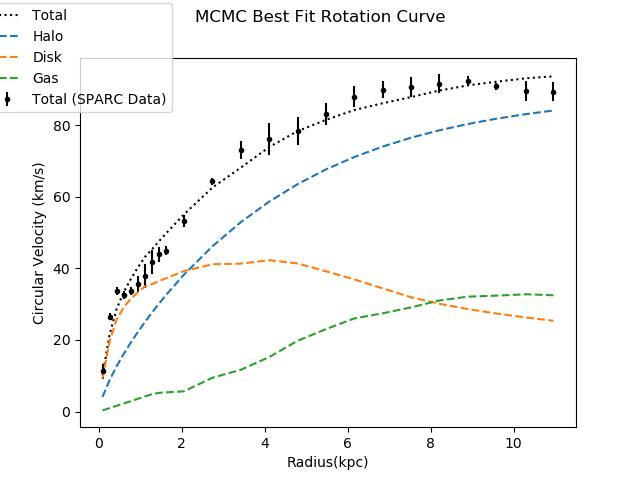 MCMC Best Fit Rotation Curve
Total
Halo
Disk
Gas
Total (SPARC Data)
80
60
40
20
0
Circular Velocity (km/s)
0 2 4 6 8 10
Radius(kpc)